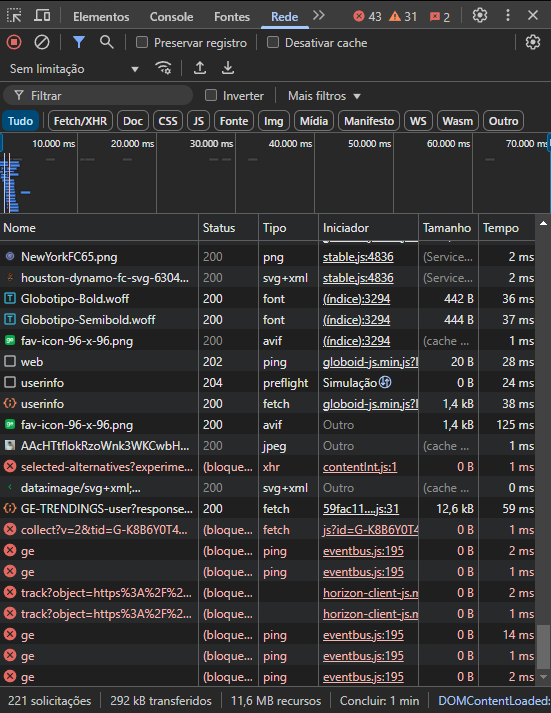 Elementos Console Fontes Rede 43 31 2
Preservar registro Desativar cache
Sem limitação
Filtrar Inverter Mais filtros
Tudo Fetch/XHR Doc CSS JS Fonte Img Mídia Manifesto WS Wasm Outro
10.000 ms 20.000 ms 30.000 ms 40.000 ms 50.000 ms 60.000 ms 70.000 ms
Nome Status Tipo Iniciador Tamanho Tempo
NewYorkFC65.png 200 png stable.js:4836 (Service... 2 ms
houston-dynamo-fc-svg-6304... 200 svg+xml stable.js:4836 (Service... 2 ms
Globotipo-Bold.woff 200 font (índice):3294 442 B 36 ms
Globotipo-Semibold.woff 200 font (índice):3294 444 B 37 ms
fav-icon-96-x-96.png 200 avif (índice):3294 (cache 1 ms
web 202 ping globoid-js.min.js?l 20 B 28 ms
userinfo 204 preflight Simulação 0 B 24 ms
userinfo 200 fetch globoid-js.min.js?l 1,4 kB 38 ms
fav-icon-96-x-96.png 200 avif Outro 1,4 kB 125 ms
200 jpeg Outro (cache ... 1 ms
selected-alternatives?experime... (bloque... xhr contentInt.js:1 0 B 1 ms
data:image/svg+xml;... 200 svg+xml Outro (cache ... 0 ms
GE-TRENDINGS-user?response... 200 fetch 59fac11....js:31 12,6 kB 59 ms
collect?v=2&tid=G-K8B6Y0T4... (bloque... fetch js?id=G-K8B6Y0T4 0 B 1 ms
ge (bloque... ping eventbus.js:195 0 B 2 ms
ge (bloque... ping eventbus.js:195 0 B 1 ms
track?object=https%3A%2F%2... (bloque... horizon-client-js.m 0 B 2 ms
track?object=https%3A%2F%2... (bloque... horizon-client-js.m 0 B 1 ms
ge (bloque... ping eventbus.js:195 0 B 14 ms
ge (bloque... ping eventbus.js:195 0 B 1 ms
ge (bloque... ping eventbus.js:195 0 B 2 ms
221 solicitações 292 kB transferidos 11,6 MB recursos Concluir: 1 min DOMContentLoaded: